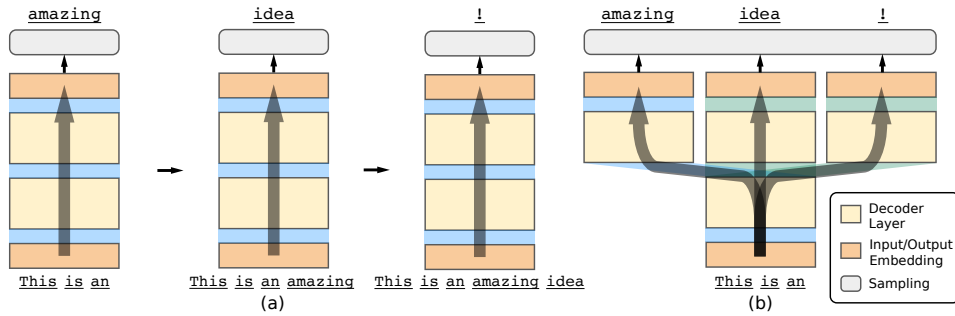 amazing
idea
!
amazing
idea
!
This is an
This is an amazing
This is an amazing idea
This is an
(a)
(b)
Decoder
Layer
Input/Output
Embedding
Sampling